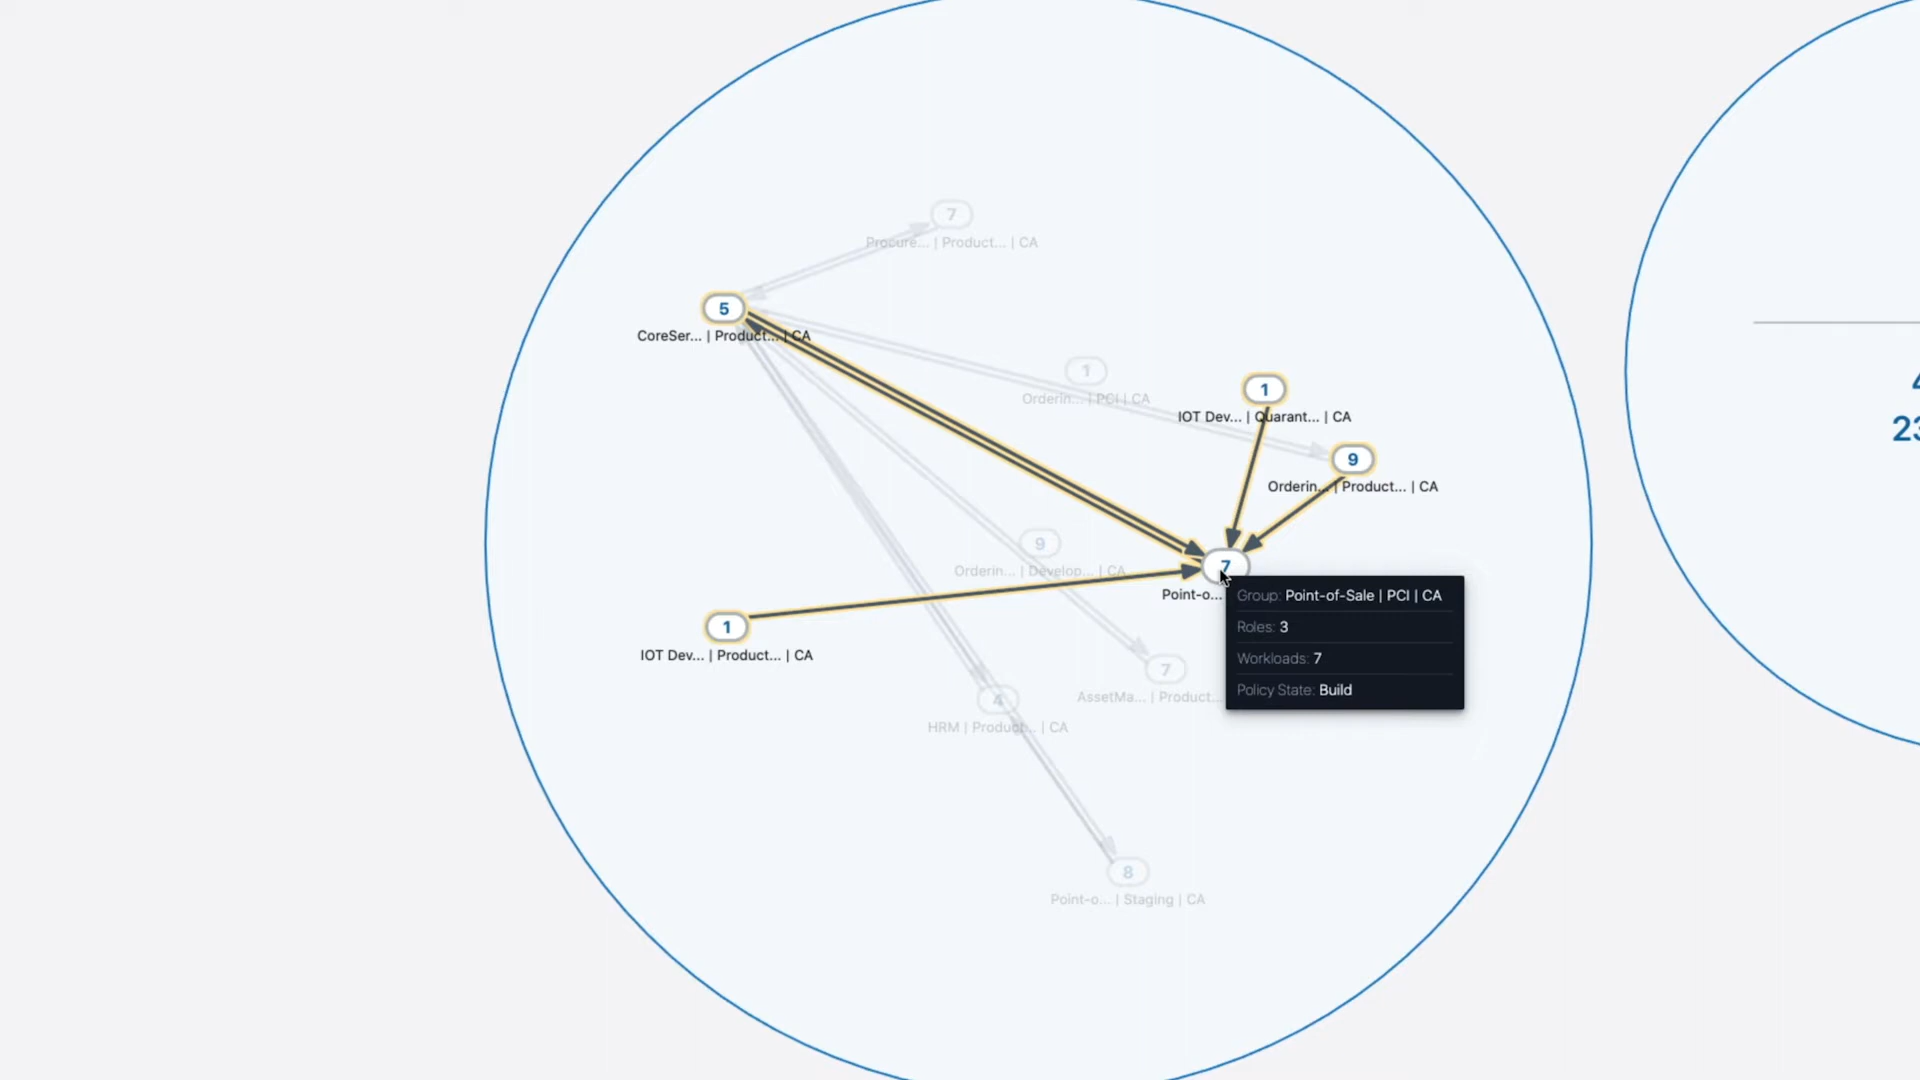 7
Procure... | Product... | CA
5
CoreSer... | Product... | CA
1
Orderin... | PCI | CA
1
IOT Dev... | Quarant... | CA
9
Orderin... | Product... | CA
9
Orderin... | Develop... | CA
7
Point-o...
Group: Point-of-Sale | PCI | CA
Roles: 3
Workloads: 7
Policy State: Build
1
IOT Dev... | Product... | CA
7
AssetMa... | Product...
4
HRM | Product... | CA
8
Point-o... | Staging | CA
23